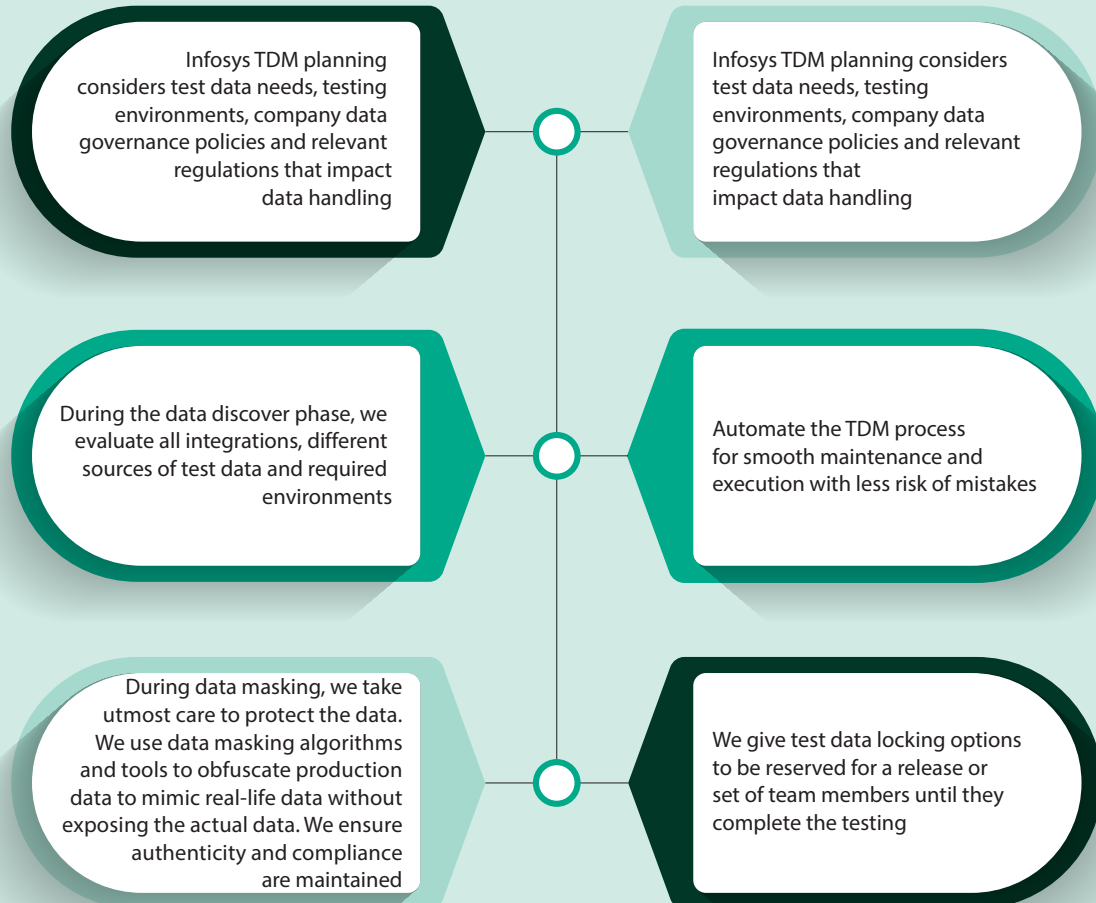 Infosys TDM planning
considers test data needs, testing
environments, company data
governance policies and relevant
regulations that impact
data handling
Infosys TDM planning considers
test data needs, testing
environments, company data
governance policies and relevant
regulations that
impact data handling
During the data discover phase, we
evaluate all integrations, different
sources of test data and required
environments
Automate the TDM process
for smooth maintenance and
execution with less risk of mistakes
During data masking, we take
utmost care to protect the data.
We use data masking algorithms
and tools to obfuscate production
data to mimic real-life data without
exposing the actual data. We ensure
authenticity and compliance
are maintained
We give test data locking options
to be reserved for a release or
set of team members until they
complete the testing